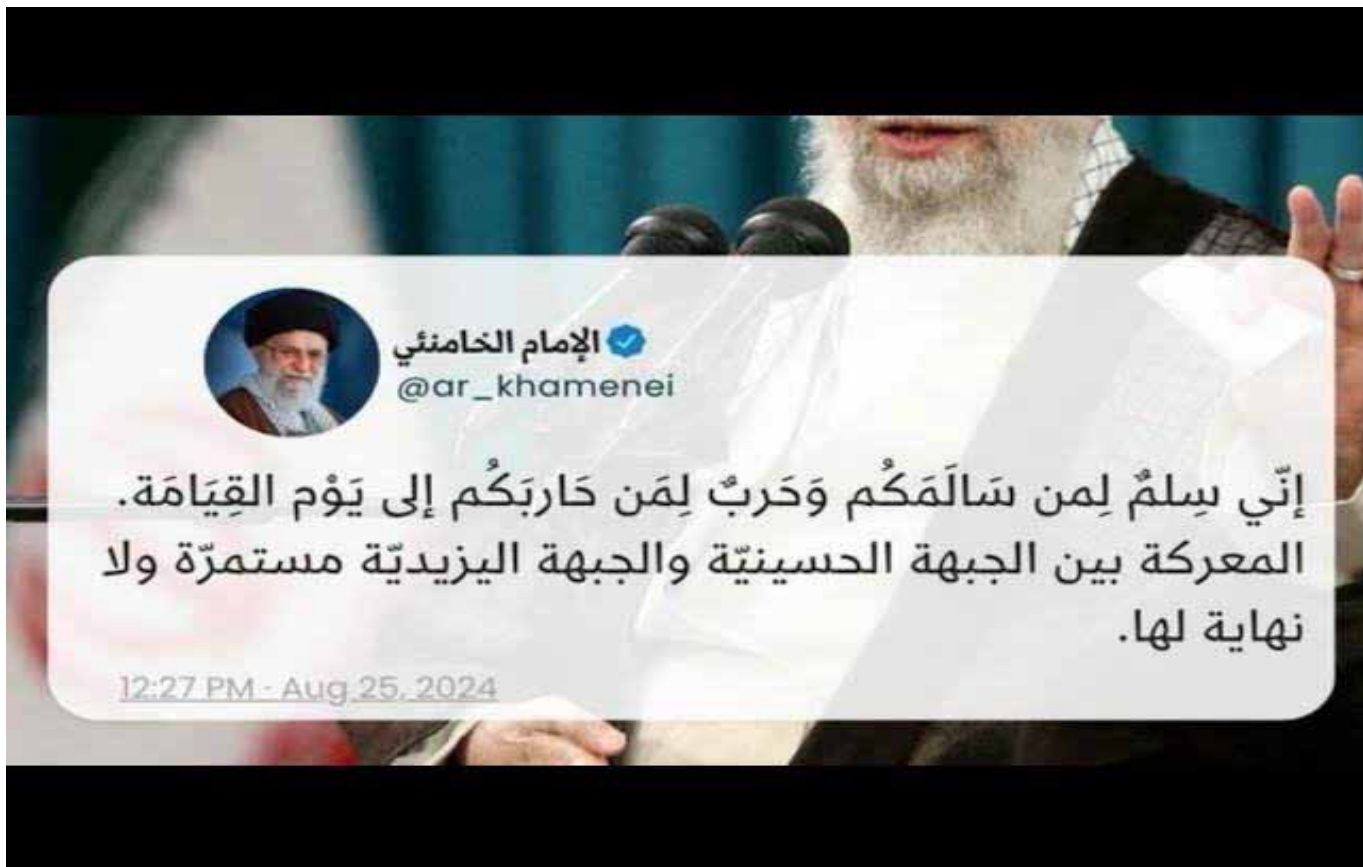 الإمام الخامنئي
@ar_khamenei
إنّي سِلمٌ لِمن سَالَمَكُم وَحَربٌ لِمَن حَاربَكُم إلى يَوْم القِيَامَة.
المعركة بين الجبهة الحسينيّة والجبهة اليزيديّة مستمرّة ولا
نهاية لها.
12:27 PM · Aug 25, 2024